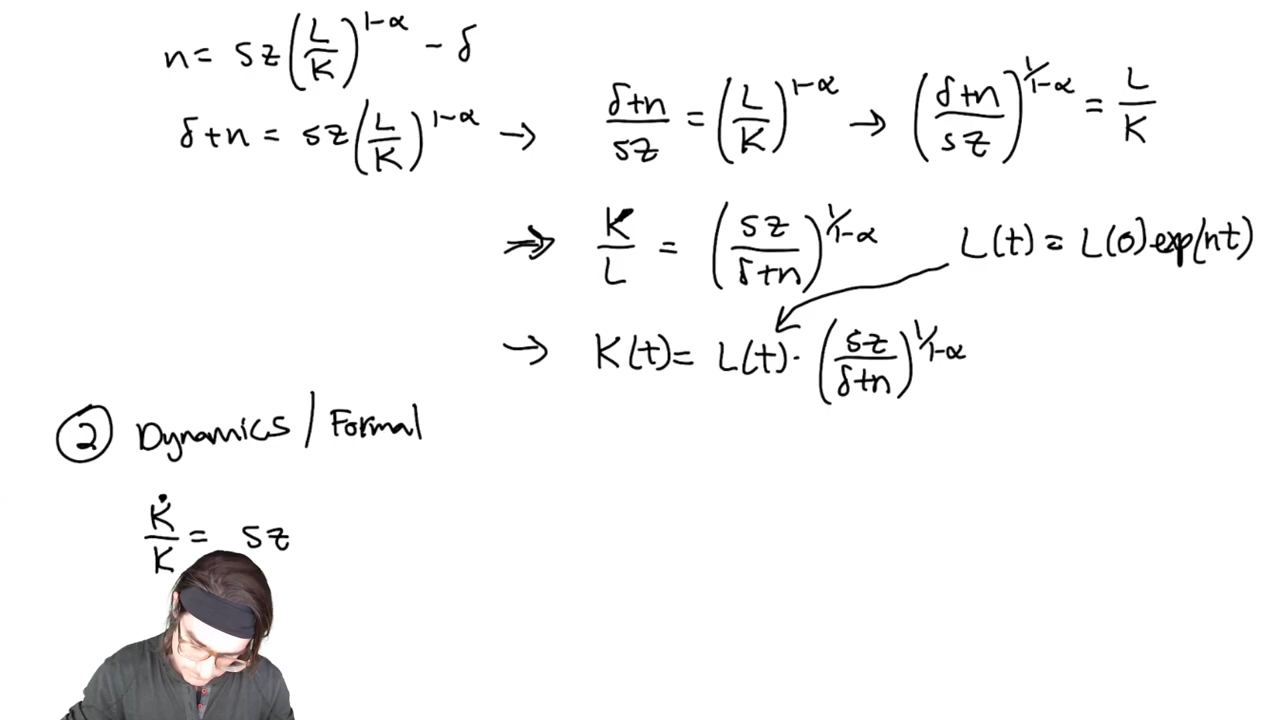 n = sz(L/K)^{1-α} - δ
δ+n = sz(L/K)^{1-α} → (δ+n)/(sz) = (L/K)^{1-α} → ((δ+n)/(sz))^{1/1-α} = L/K
⇒ K/L = (sz/(δ+n))^{1/1-α} L(t) = L(0)exp(nt)
→ K(t) = L(t)·(sz/(δ+n))^{1/1-α}
② Dynamics / Formal
K̇/K = sz